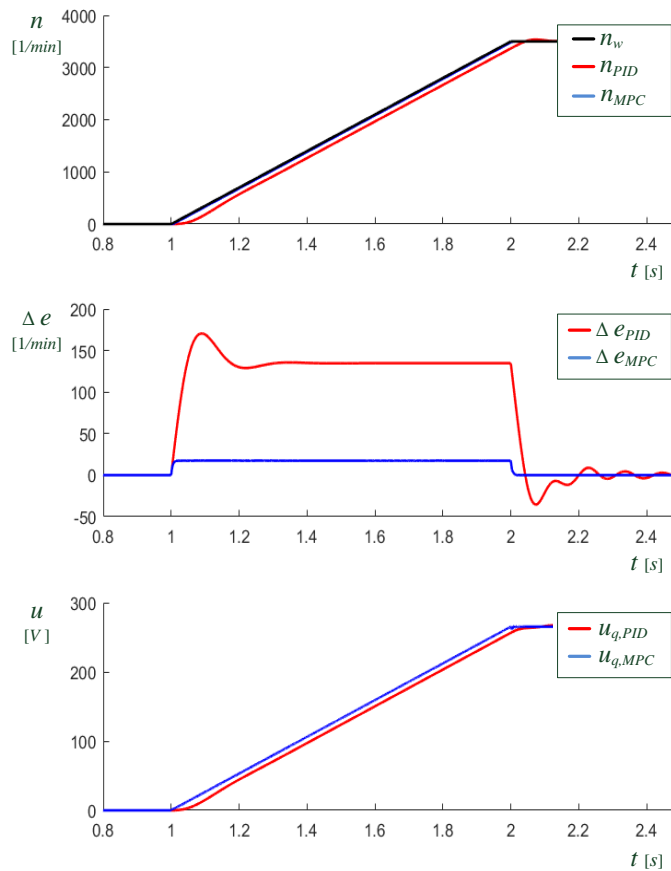 n
[1/min]
4000
3000
2000
1000
0
0.8 1 1.2 1.4 1.6 1.8 2 2.2 2.4
t [s]
n_w
n_PID
n_MPC
Δ e
[1/min]
200
150
100
50
0
-50
0.8 1 1.2 1.4 1.6 1.8 2 2.2 2.4
t [s]
Δ e_PID
Δ e_MPC
u
[V]
300
200
100
0
0.8 1 1.2 1.4 1.6 1.8 2 2.2 2.4
t [s]
u_q,PID
u_q,MPC